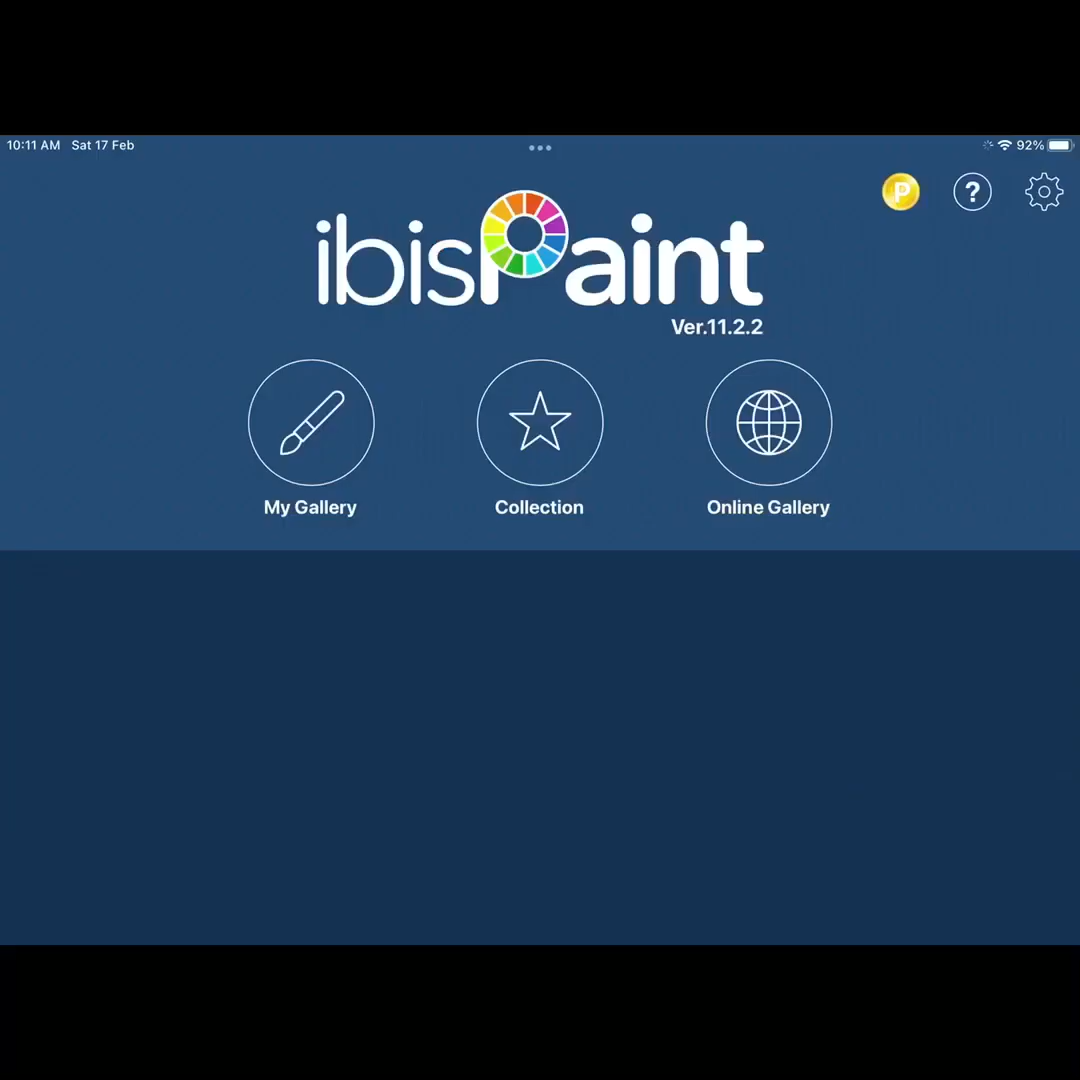 10:11 AM Sat 17 Feb
92%
P
?
ibisPaint
Ver.11.2.2
My Gallery
Collection
Online Gallery